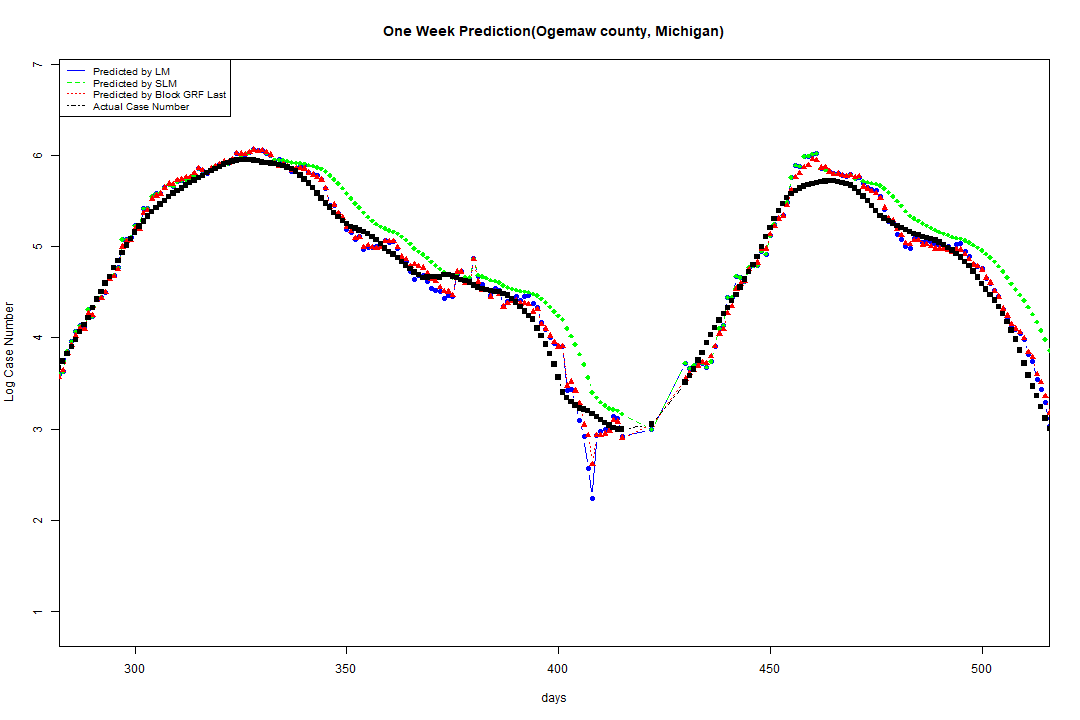 One Week Prediction(Ogemaw county, Michigan)
Predicted by LM
Predicted by SLM
Predicted by Block GRF Last
Actual Case Number
7
6
5
4
3
2
1
Log Case Number
300 350 400 450 500
days